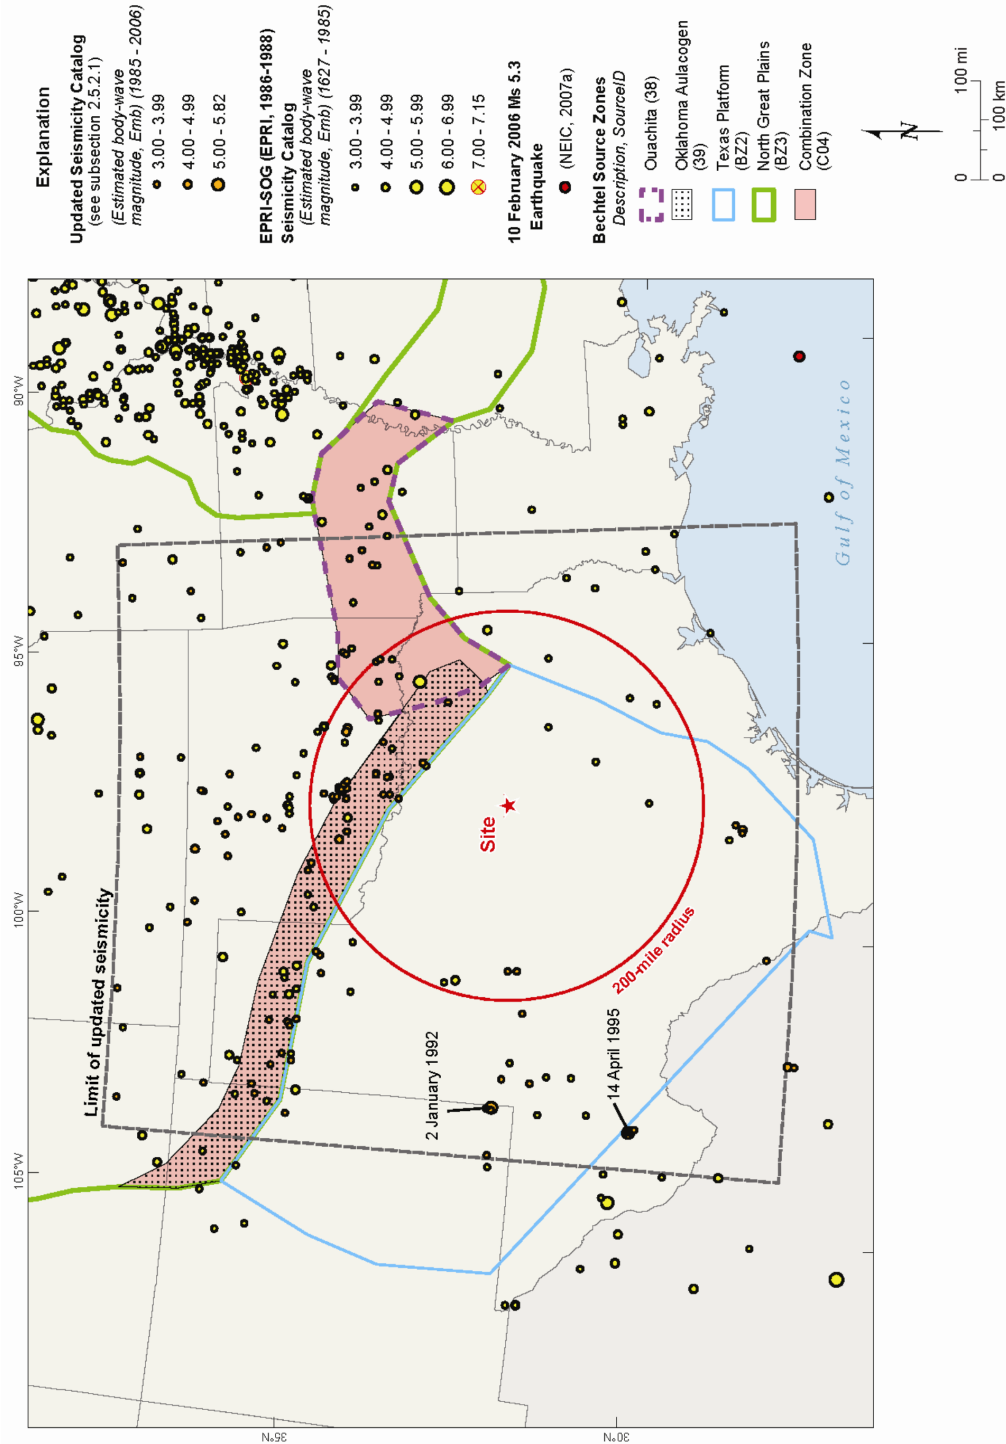 Explanation
Updated Seismicity Catalog
(see subsection 2.5.2.1)
(Estimated body-wave
magnitude, Emb) (1985 - 2006)
3.00 - 3.99
4.00 - 4.99
5.00 - 5.82
EPRI-SOG (EPRI, 1986-1988)
Seismicity Catalog
(Estimated body-wave
magnitude, Emb) (1627 - 1985)
3.00 - 3.99
4.00 - 4.99
5.00 - 5.99
6.00 - 6.99
7.00 - 7.15
10 February 2006 Ms 5.3
Earthquake
(NEIC, 2007a)
Bechtel Source Zones
Description, SourceID
Ouachita (38)
Oklahoma Aulacogen
(39)
Texas Platform
(BZ2)
North Great Plains
(BZ3)
Combination Zone
(C04)
N
0 100 mi
0 100 km
105°W
100°W
95°W
90°W
35°N
30°N
Limit of updated seismicity
2 January 1992
14 April 1995
Site
200-mile radius
Gulf of Mexico